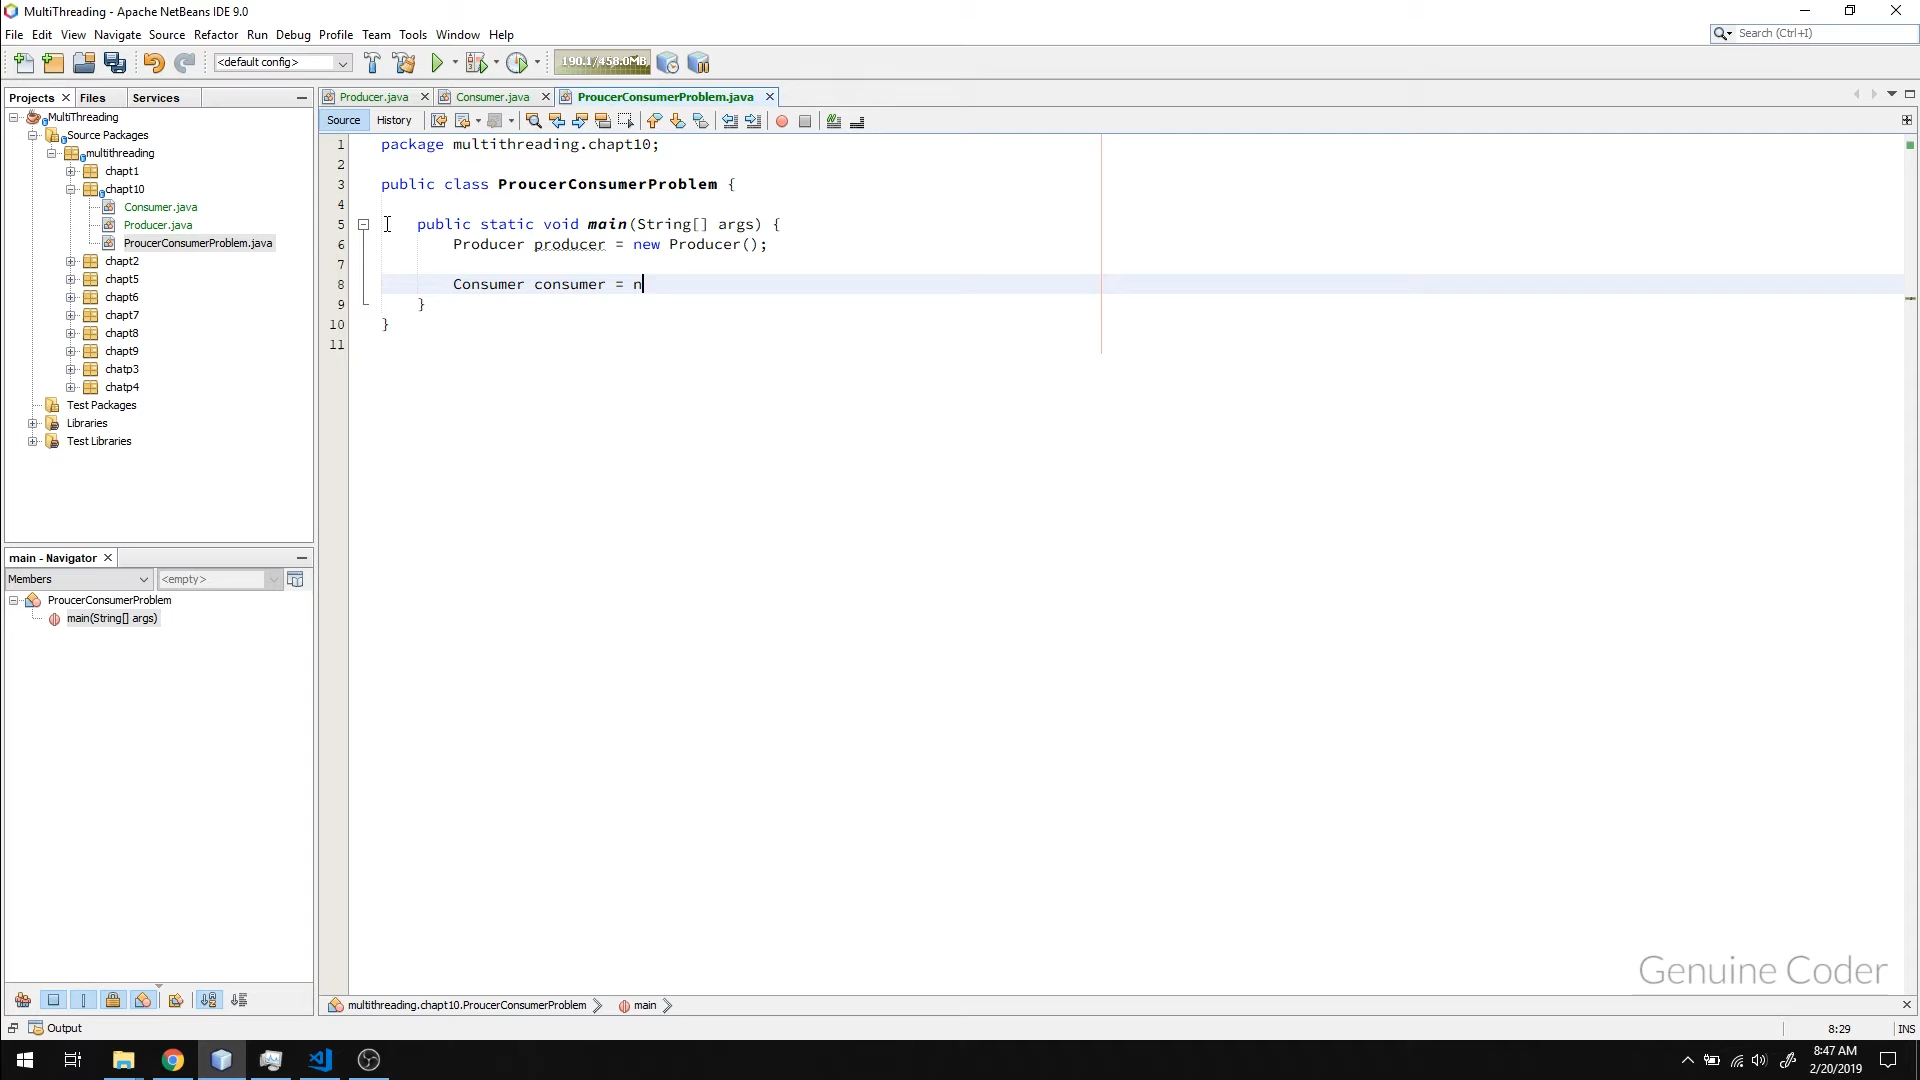 MultiThreading - Apache NetBeans IDE 9.0
File Edit View Navigate Source Refactor Run Debug Profile Team Tools Window Help
Search (Ctrl+I)
<default config>
190.1/458.0MB
Projects Files Services
Producer.java Consumer.java ProucerConsumerProblem.java
Source History
MultiThreading
Source Packages
multithreading
chapt1
chapt10
Consumer.java
Producer.java
ProucerConsumerProblem.java
chapt2
chapt5
chapt6
chapt7
chapt8
chapt9
chatp3
chatp4
Test Packages
Libraries
Test Libraries
1 package multithreading.chapt10;
2
3 public class ProucerConsumerProblem {
4
5 public static void main(String[] args) {
6 Producer producer = new Producer();
7
8 Consumer consumer = n
9 }
10 }
11
main - Navigator
Members <empty>
ProucerConsumerProblem
main(String[] args)
Genuine Coder
multithreading.chapt10.ProucerConsumerProblem main
Output
8:29 INS
8:47 AM
2/20/2019